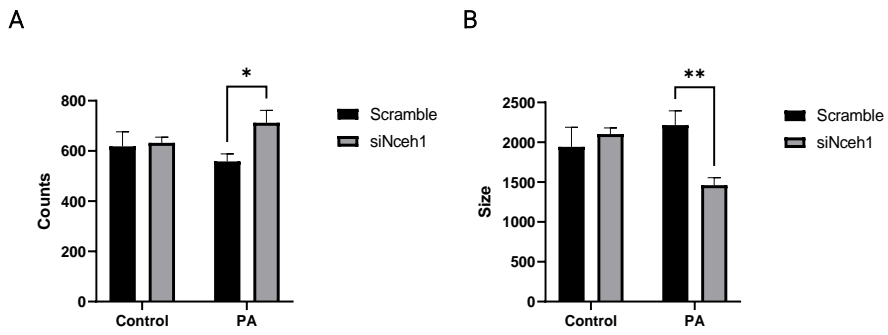 A
*
800
600
400
200
0
Counts
Control
PA
Scramble
siNceh1
B
**
2500
2000
1500
1000
500
0
Size
Control
PA
Scramble
siNceh1